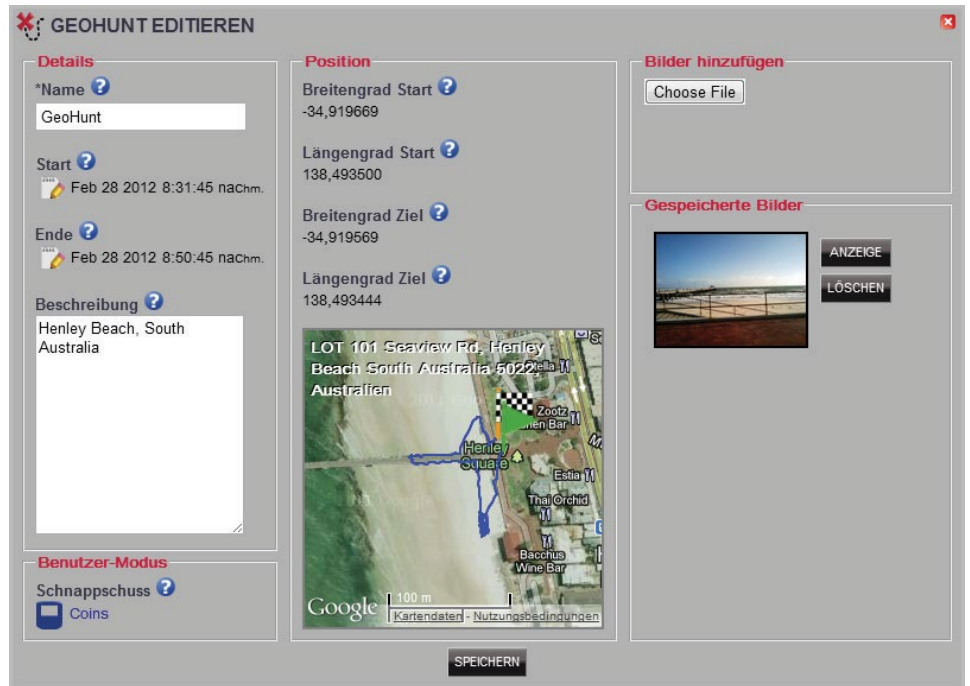 GEOHUNT EDITIEREN
Details
*Name
GeoHunt
Start
Feb 28 2012 8:31:45 nachm.
Ende
Feb 28 2012 8:50:45 nachm.
Beschreibung
Henley Beach, South
Australia
Benutzer-Modus
Schnappschuss
Coins
Position
Breitengrad Start
-34,919669
Längengrad Start
138,493500
Breitengrad Ziel
-34,919569
Längengrad Ziel
138,493444
LOT 101 Seaview Rd, Henley
Beach South Australia 5022,
Australien
Zootz
Bar
Henley
Square
Estia
Thai Orchid
Bacchus
Wine Bar
Google
100 m
Kartendaten - Nutzungsbedingungen
Bilder hinzufügen
Choose File
Gespeicherte Bilder
ANZEIGE
LÖSCHEN
SPEICHERN